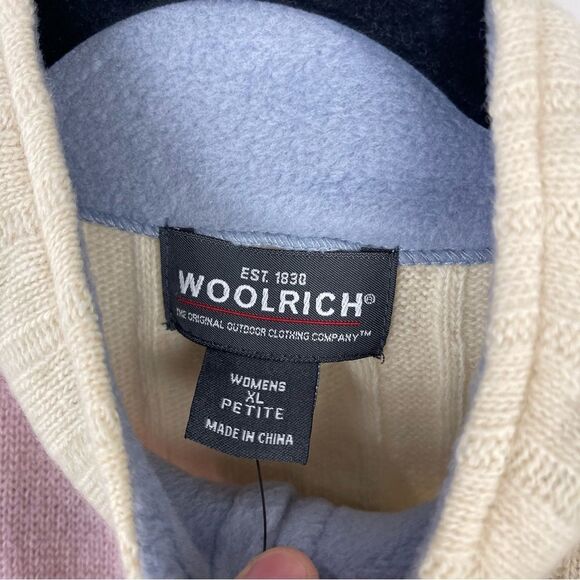 EST. 1830
WOOLRICH®
THE ORIGINAL OUTDOOR CLOTHING COMPANY™
WOMENS
XL
PETITE
MADE IN CHINA